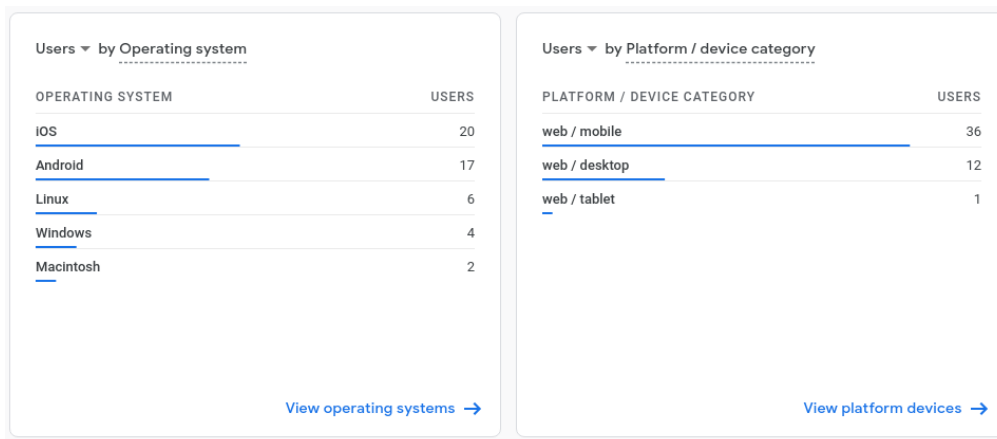 Users by Operating system
OPERATING SYSTEM USERS
iOS 20
Android 17
Linux 6
Windows 4
Macintosh 2
View operating systems →
Users by Platform / device category
PLATFORM / DEVICE CATEGORY USERS
web / mobile 36
web / desktop 12
web / tablet 1
View platform devices →